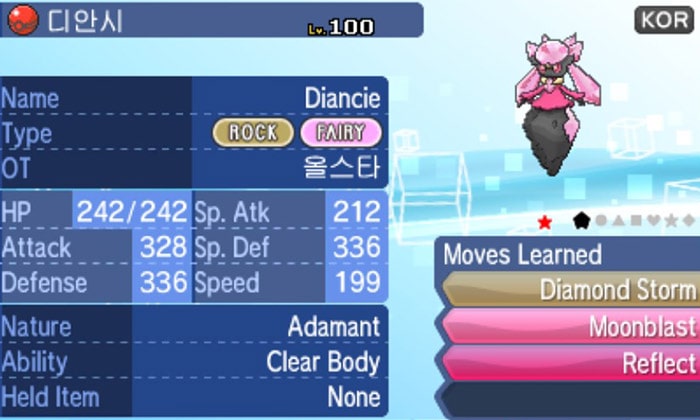 디안시 Lv.100 KOR
Name Diancie
Type ROCK FAIRY
OT 올스타
HP 242/242 Sp. Atk 212
Attack 328 Sp. Def 336
Defense 336 Speed 199
Nature Adamant
Ability Clear Body
Held Item None
Moves Learned
Diamond Storm
Moonblast
Reflect